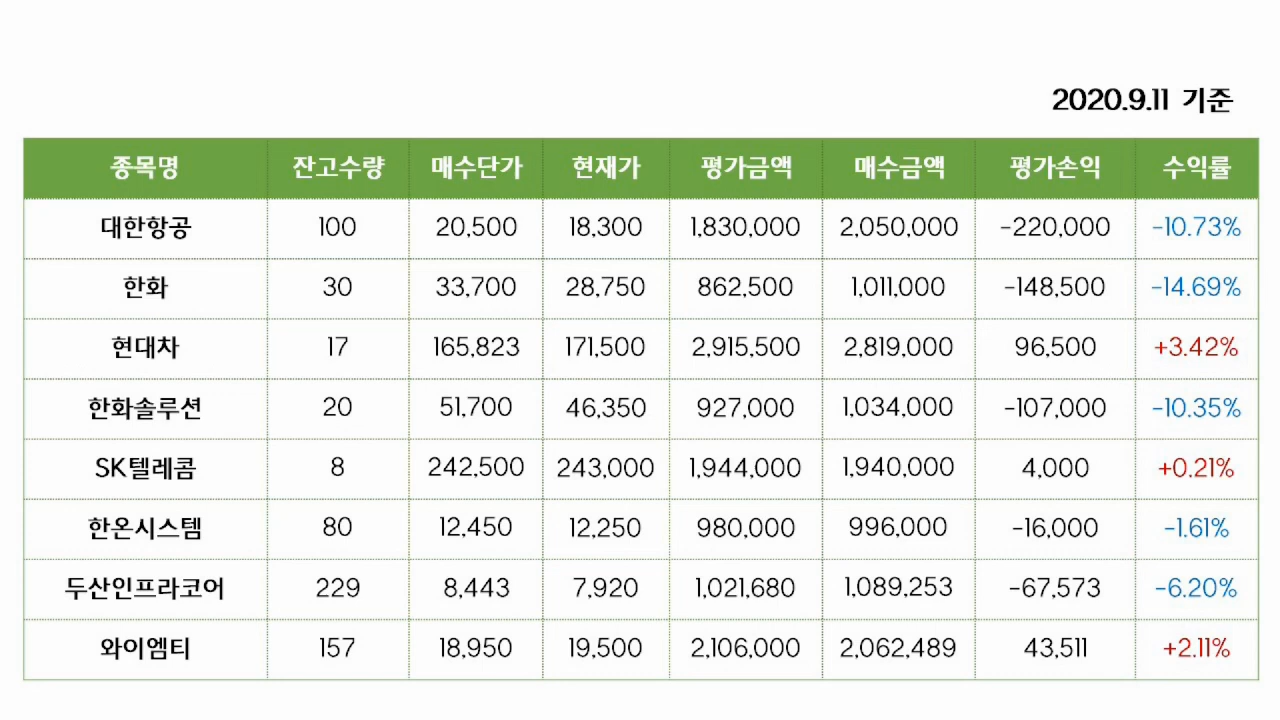 2020.9.11 기준
종목명 잔고수량 매수단가 현재가 평가금액 매수금액 평가손익 수익률
대한항공 100 20,500 18,300 1,830,000 2,050,000 -220,000 -10.73%
한화 30 33,700 28,750 862,500 1,011,000 -148,500 -14.69%
현대차 17 165,823 171,500 2,915,500 2,819,000 96,500 +3.42%
한화솔루션 20 51,700 46,350 927,000 1,034,000 -107,000 -10.35%
SK텔레콤 8 242,500 243,000 1,944,000 1,940,000 4,000 +0.21%
한온시스템 80 12,450 12,250 980,000 996,000 -16,000 -1.61%
두산인프라코어 229 8,443 7,920 1,021,680 1,089,253 -67,573 -6.20%
와이엠티 157 18,950 19,500 2,106,000 2,062,489 43,511 +2.11%